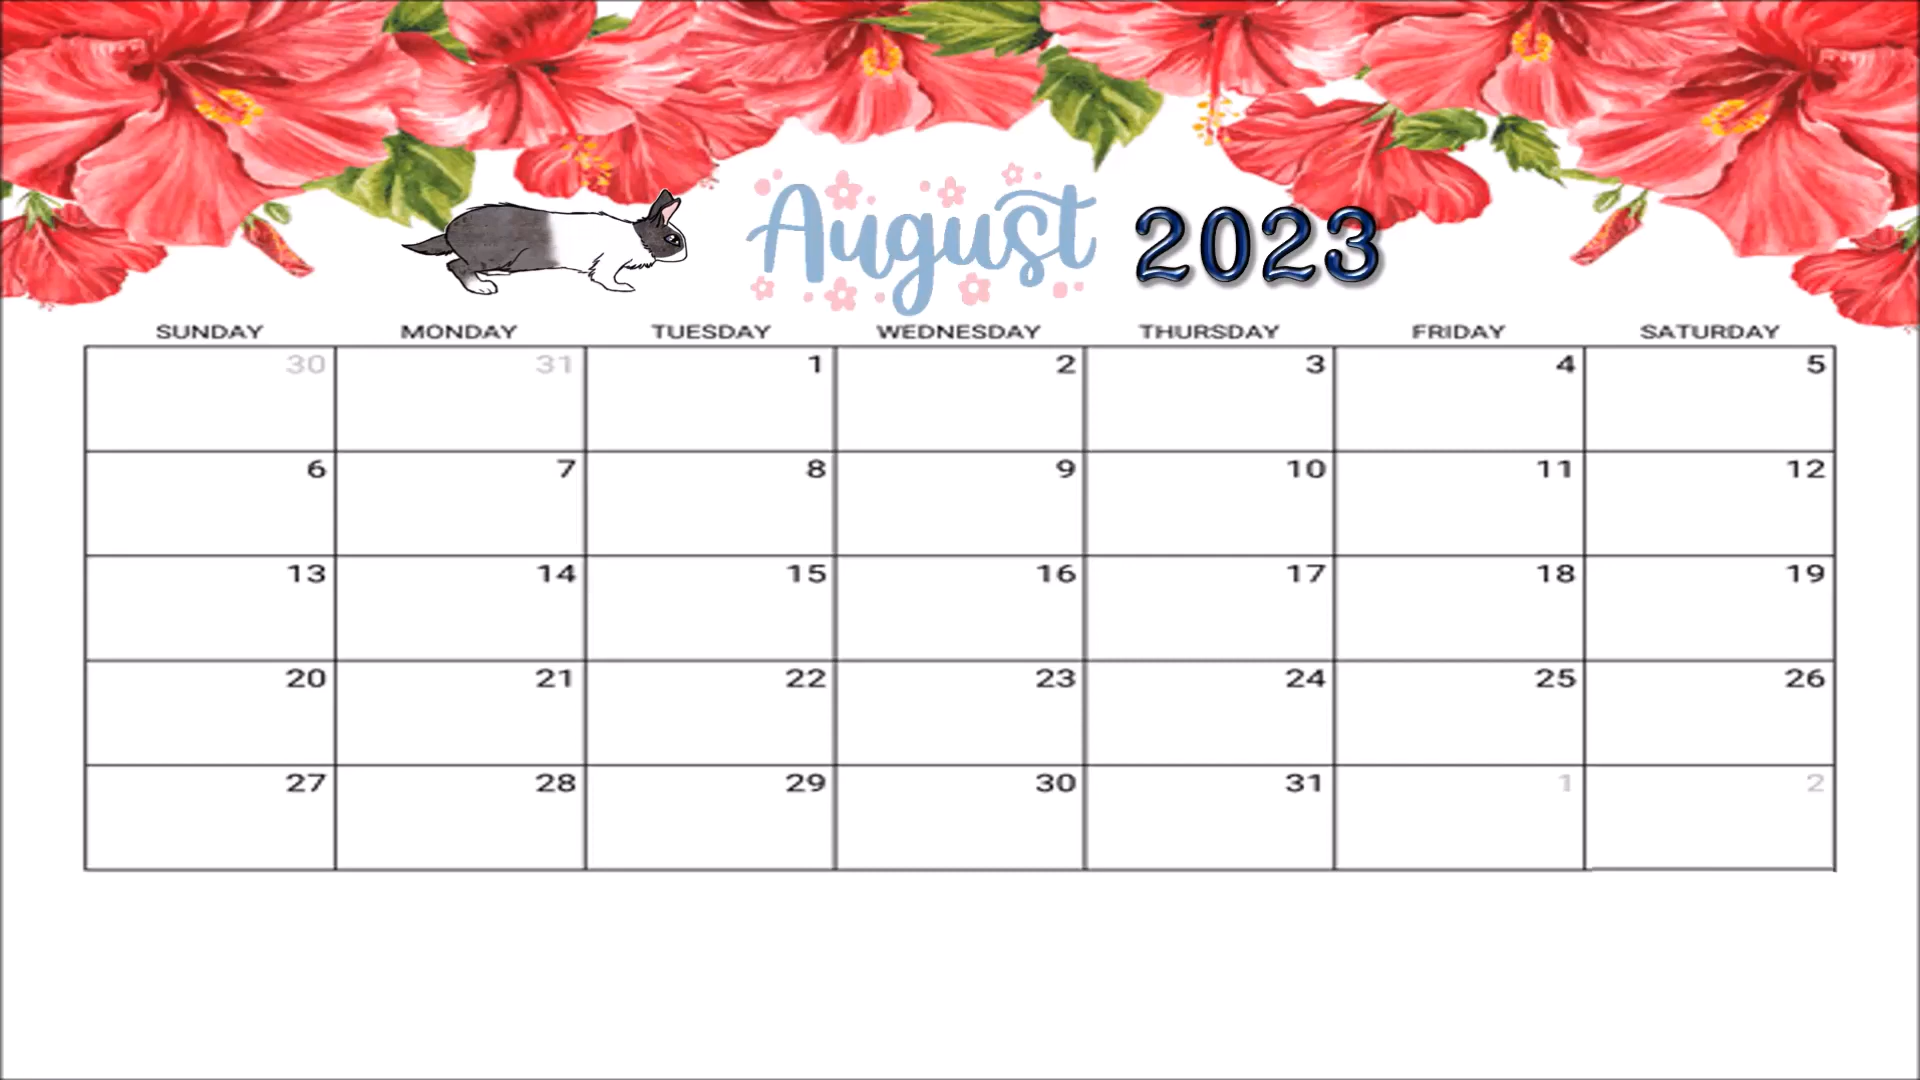 August 2023
SUNDAY MONDAY TUESDAY WEDNESDAY THURSDAY FRIDAY SATURDAY
30 31 1 2 3 4 5
6 7 8 9 10 11 12
13 14 15 16 17 18 19
20 21 22 23 24 25 26
27 28 29 30 31 1 2